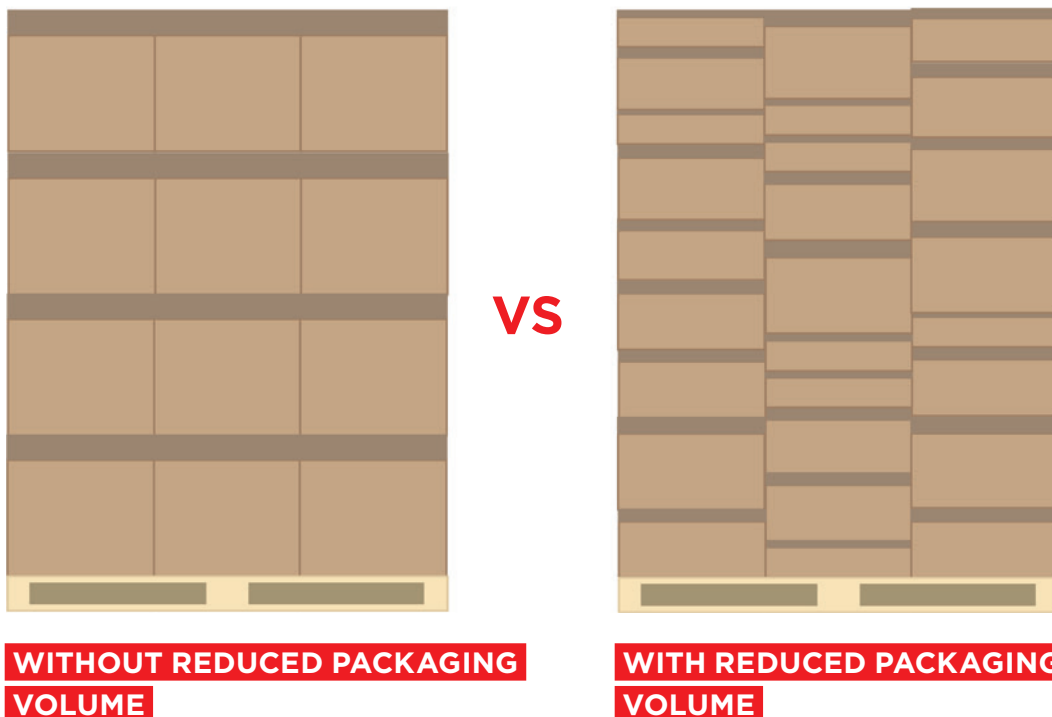 VS
WITHOUT REDUCED PACKAGING
VOLUME
WITH REDUCED PACKAGING
VOLUME